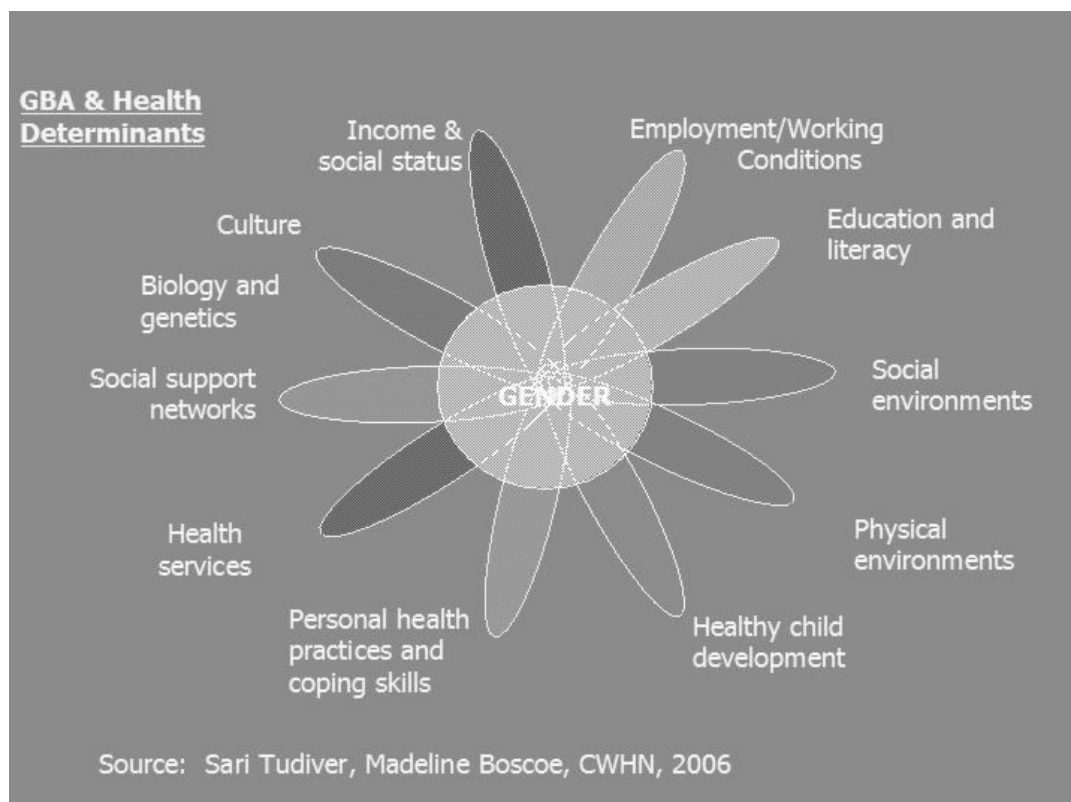 GBA & Health
Determinants
Income &
social status
Employment/Working
Conditions
Culture
Education and
literacy
Biology and
genetics
Social support
networks
GENDER
Social
environments
Health
services
Physical
environments
Personal health
practices and
coping skills
Healthy child
development
Source: Sari Tudiver, Madeline Boscoe, CWHN, 2006